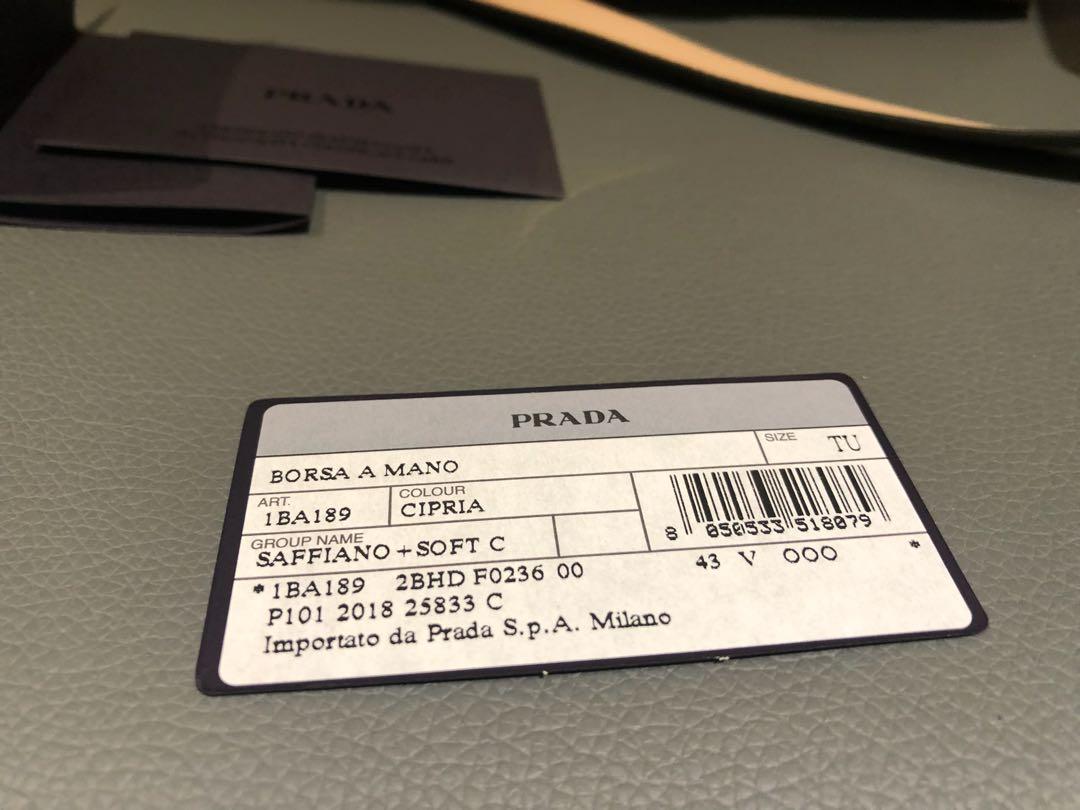 PRADA
PRADA
BORSA A MANO
SIZE TU
ART. 1BA189
COLOUR CIPRIA
GROUP NAME
SAFFIANO+SOFT C
8 050533 518079
*1BA189 2BHD F0236 00 43 V 000 *
P101 2018 25833 C
Importato da Prada S.p.A. Milano